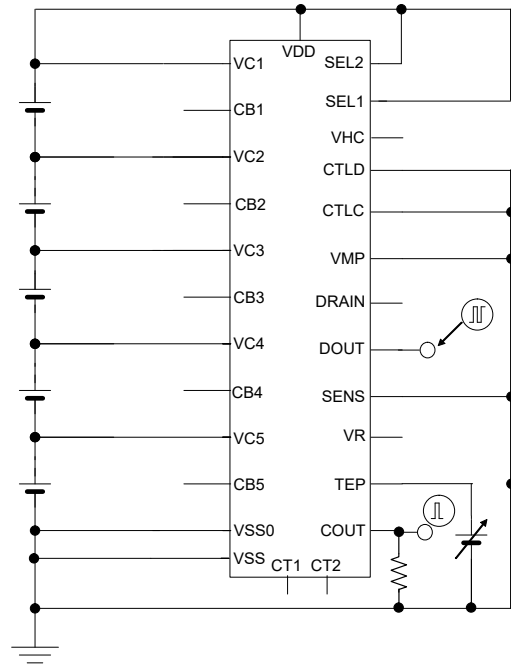 VDD
VC1
CB1
VC2
CB2
VC3
CB3
VC4
CB4
VC5
CB5
VSS0
VSS
CT1 CT2
SEL2
SEL1
VHC
CTLD
CTLC
VMP
DRAIN
DOUT
SENS
VR
TEP
COUT